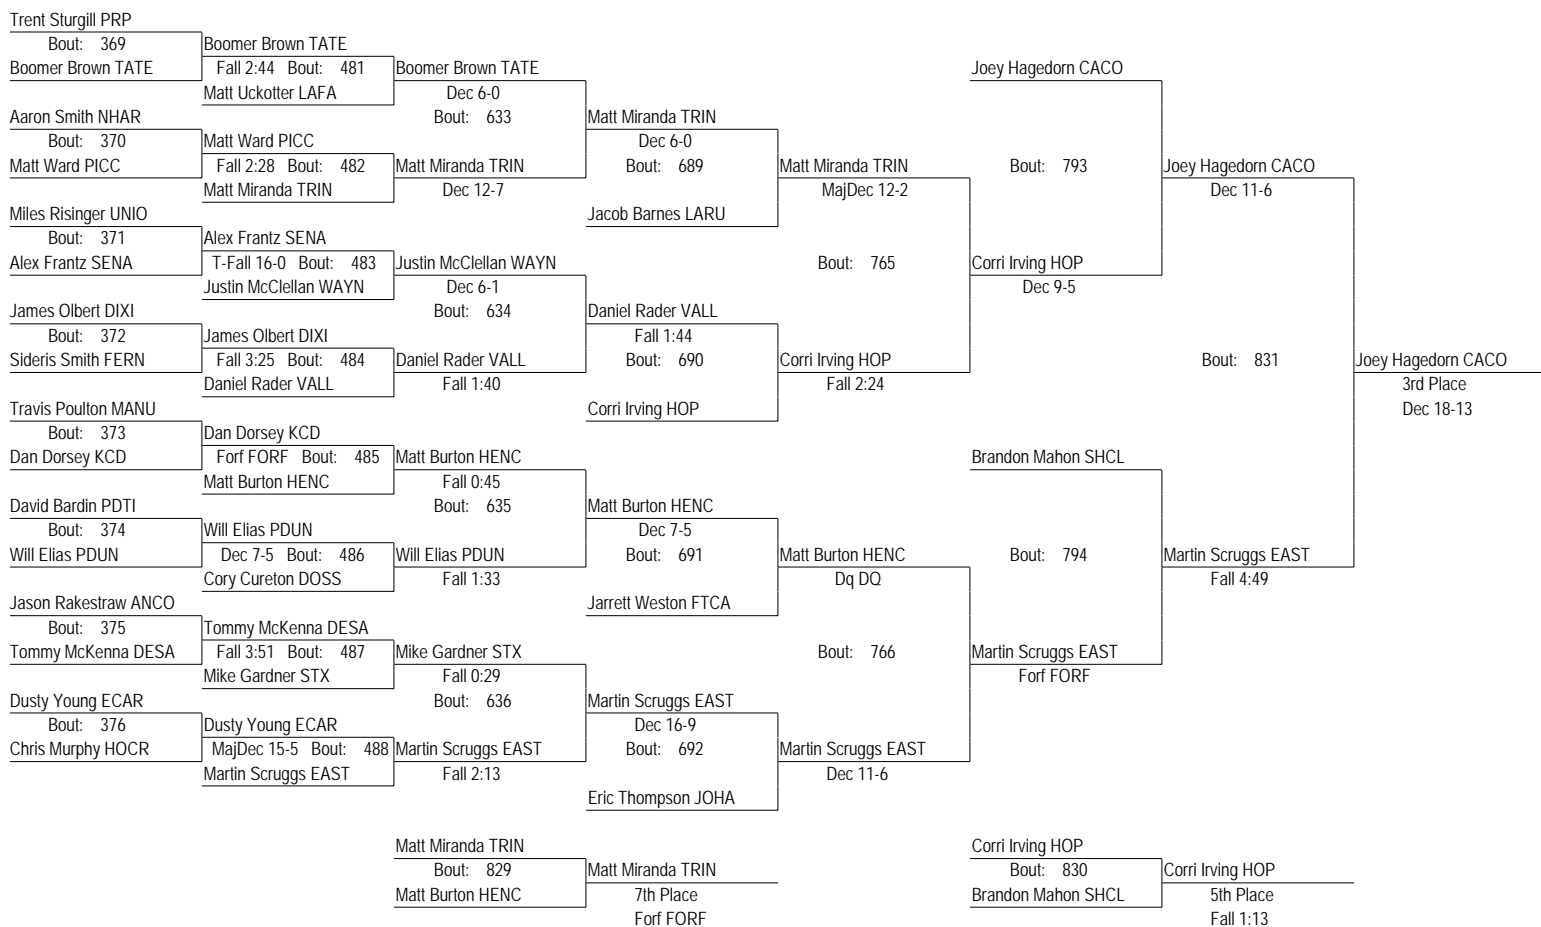 Trent Sturgill PRP
Bout: 369
Boomer Brown TATE
Boomer Brown TATE
Fall 2:44 Bout: 481
Boomer Brown TATE
Joey Hagedorn CACO
Matt Uckotter LAFA
Dec 6-0
Aaron Smith NHAR
Bout: 633
Matt Miranda TRIN
Bout: 370
Matt Ward PICC
Dec 6-0
Matt Ward PICC
Fall 2:28 Bout: 482
Matt Miranda TRIN
Bout: 689
Matt Miranda TRIN
Bout: 793
Joey Hagedorn CACO
Matt Miranda TRIN
Dec 12-7
MajDec 12-2
Dec 11-6
Miles Risinger UNIO
Jacob Barnes LARU
Bout: 371
Alex Frantz SENA
Alex Frantz SENA
T-Fall 16-0 Bout: 483
Justin McClellan WAYN
Bout: 765
Corri Irving HOP
Justin McClellan WAYN
Dec 6-1
Dec 9-5
James Olbert DIXI
Bout: 634
Daniel Rader VALL
Bout: 372
James Olbert DIXI
Fall 1:44
Sideris Smith FERN
Fall 3:25 Bout: 484
Daniel Rader VALL
Bout: 690
Corri Irving HOP
Bout: 831
Joey Hagedorn CACO
Daniel Rader VALL
Fall 1:40
Fall 2:24
3rd Place
Travis Poulton MANU
Corri Irving HOP
Dec 18-13
Bout: 373
Dan Dorsey KCD
Dan Dorsey KCD
Forf FORF Bout: 485
Matt Burton HENC
Brandon Mahon SHCL
Matt Burton HENC
Fall 0:45
David Bardin PDTI
Bout: 635
Matt Burton HENC
Bout: 374
Will Elias PDUN
Dec 7-5
Will Elias PDUN
Dec 7-5 Bout: 486
Will Elias PDUN
Bout: 691
Matt Burton HENC
Bout: 794
Martin Scruggs EAST
Cory Cureton DOSS
Fall 1:33
Dq DQ
Fall 4:49
Jason Rakestraw ANCO
Jarrett Weston FTCA
Bout: 375
Tommy McKenna DESA
Tommy McKenna DESA
Fall 3:51 Bout: 487
Mike Gardner STX
Bout: 766
Martin Scruggs EAST
Mike Gardner STX
Fall 0:29
Forf FORF
Dusty Young ECAR
Bout: 636
Martin Scruggs EAST
Bout: 376
Dusty Young ECAR
Dec 16-9
Chris Murphy HOCR
MajDec 15-5 Bout: 488
Martin Scruggs EAST
Bout: 692
Martin Scruggs EAST
Martin Scruggs EAST
Fall 2:13
Dec 11-6
Eric Thompson JOHA
Matt Miranda TRIN
Corri Irving HOP
Bout: 829
Matt Miranda TRIN
Bout: 830
Corri Irving HOP
Matt Burton HENC
7th Place
Brandon Mahon SHCL
5th Place
Forf FORF
Fall 1:13